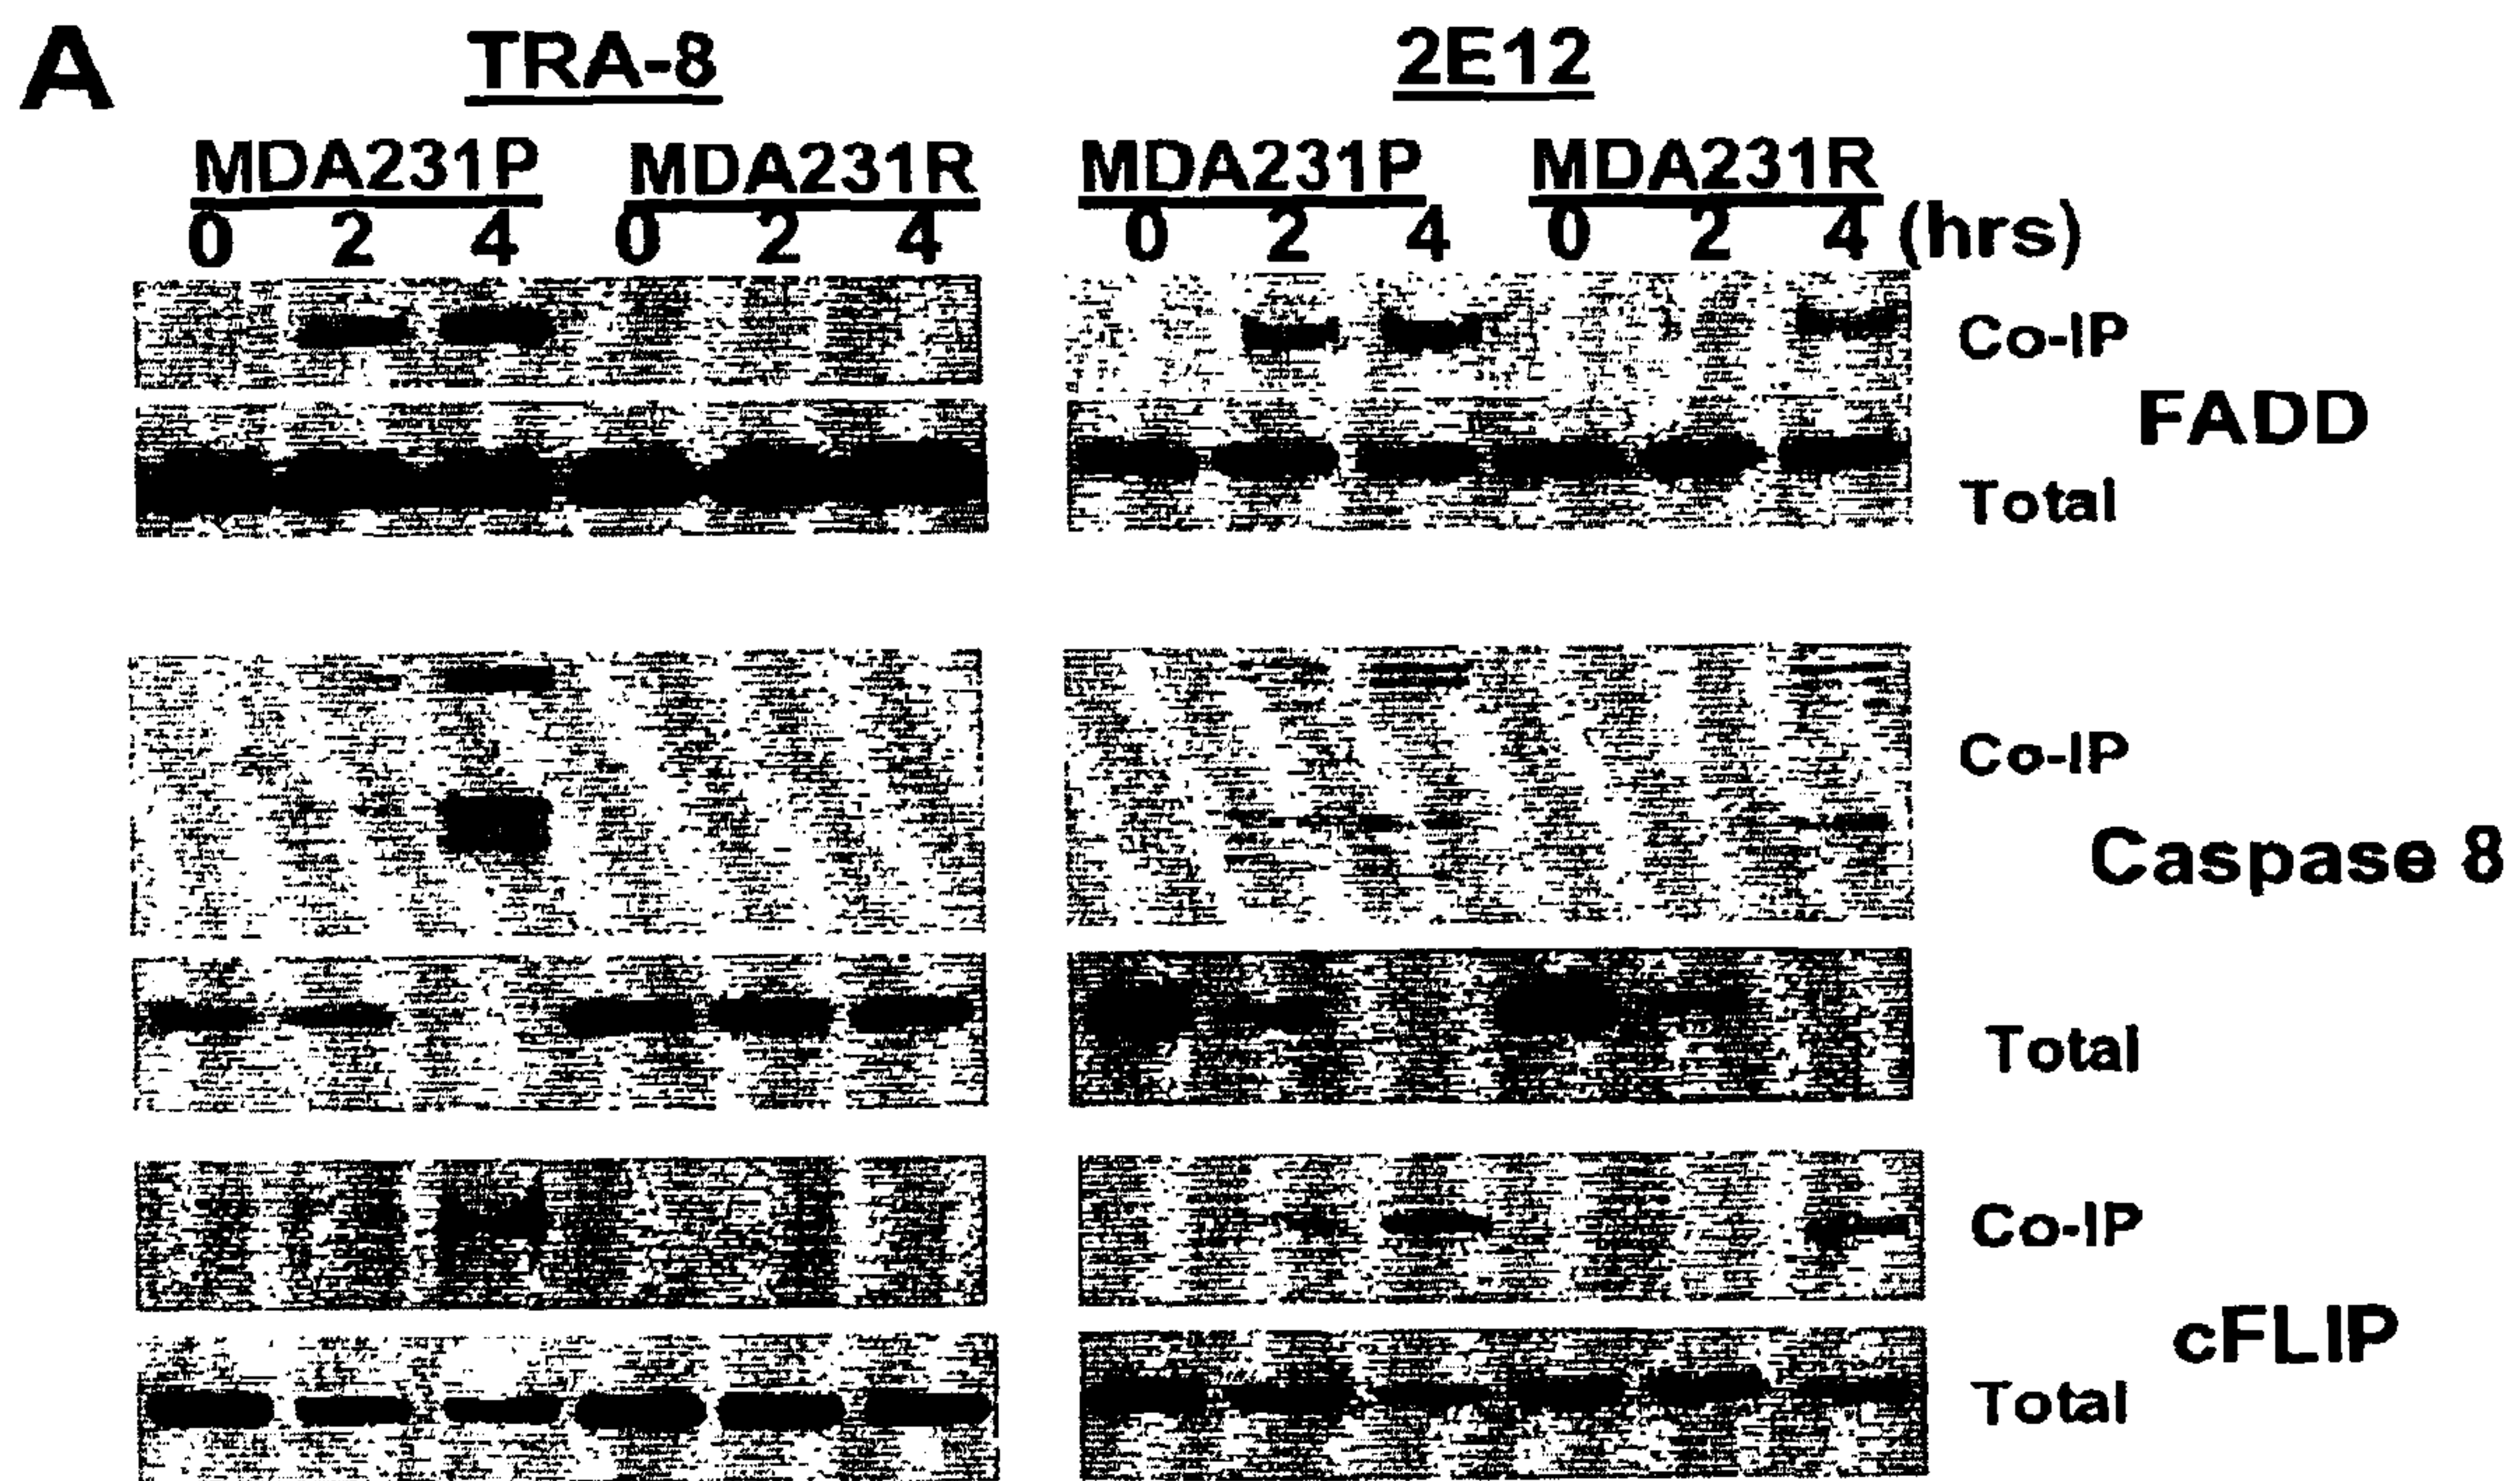 A
TRA-8 2E12
MDA231P MDA231R MDA231P MDA231R
0 2 4 0 2 4 0 2 4 0 2 4 (hrs)
Co-IP
FADD
Total
Co-IP
Caspase 8
Total
Co-IP
cFLIP
Total